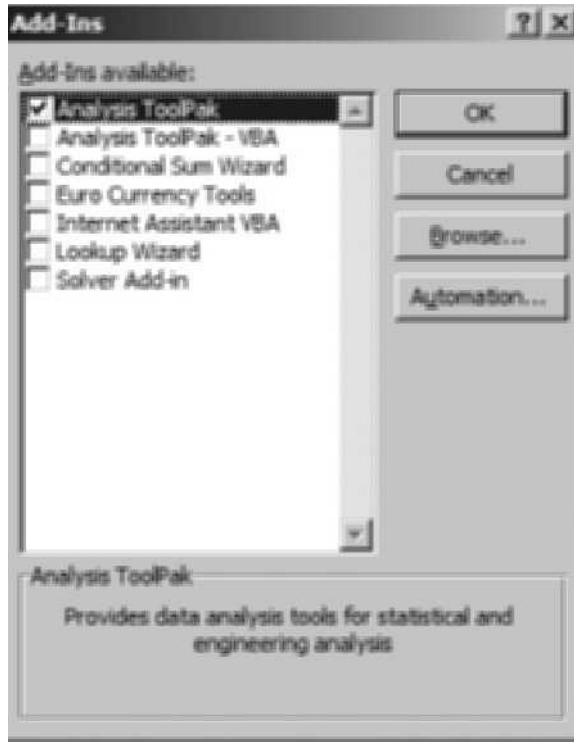 Add-Ins
Add-Ins available:
Analysis ToolPak
Analysis ToolPak - VBA
Conditional Sum Wizard
Euro Currency Tools
Internet Assistant VBA
Lookup Wizard
Solver Add-in
OK
Cancel
Browse...
Automation...
Analysis ToolPak
Provides data analysis tools for statistical and
engineering analysis